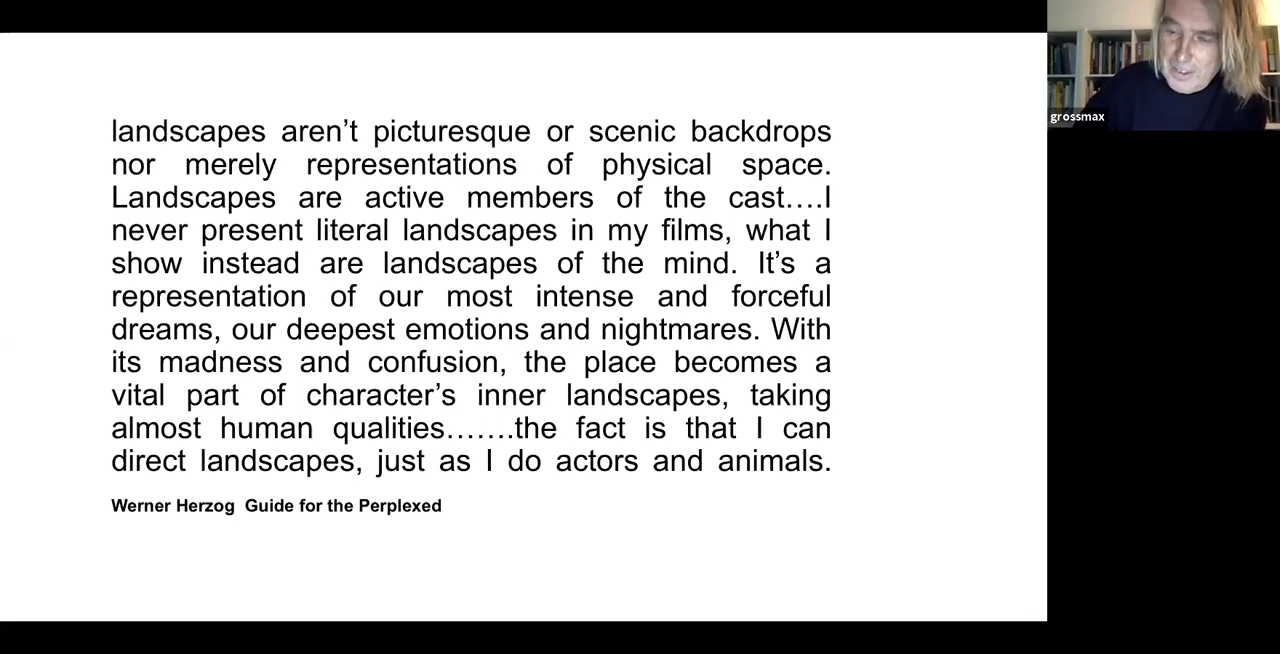 landscapes aren’t picturesque or scenic backdrops
nor merely representations of physical space.
Landscapes are active members of the cast….I
never present literal landscapes in my films, what I
show instead are landscapes of the mind. It’s a
representation of our most intense and forceful
dreams, our deepest emotions and nightmares. With
its madness and confusion, the place becomes a
vital part of character’s inner landscapes, taking
almost human qualities…….the fact is that I can
direct landscapes, just as I do actors and animals.
Werner Herzog  Guide for the Perplexed
grossmax